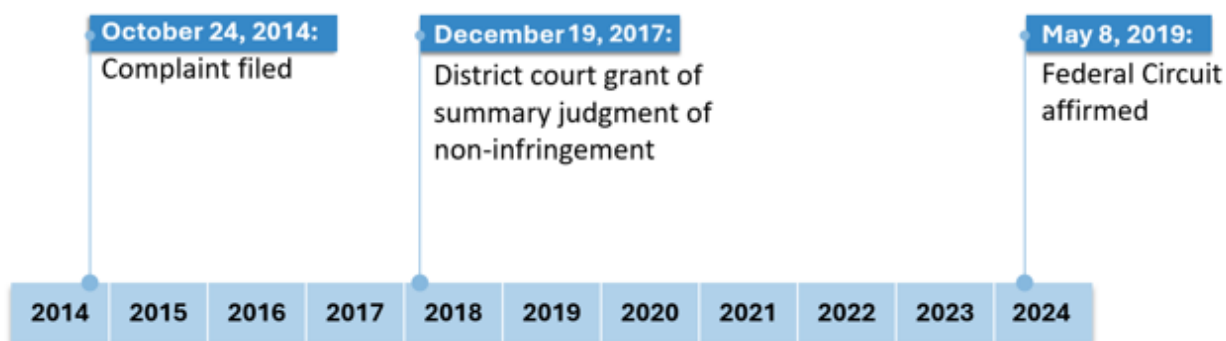 October 24, 2014:
Complaint filed
December 19, 2017:
District court grant of
summary judgment of
non-infringement
May 8, 2019:
Federal Circuit
affirmed
2014 2015 2016 2017 2018 2019 2020 2021 2022 2023 2024